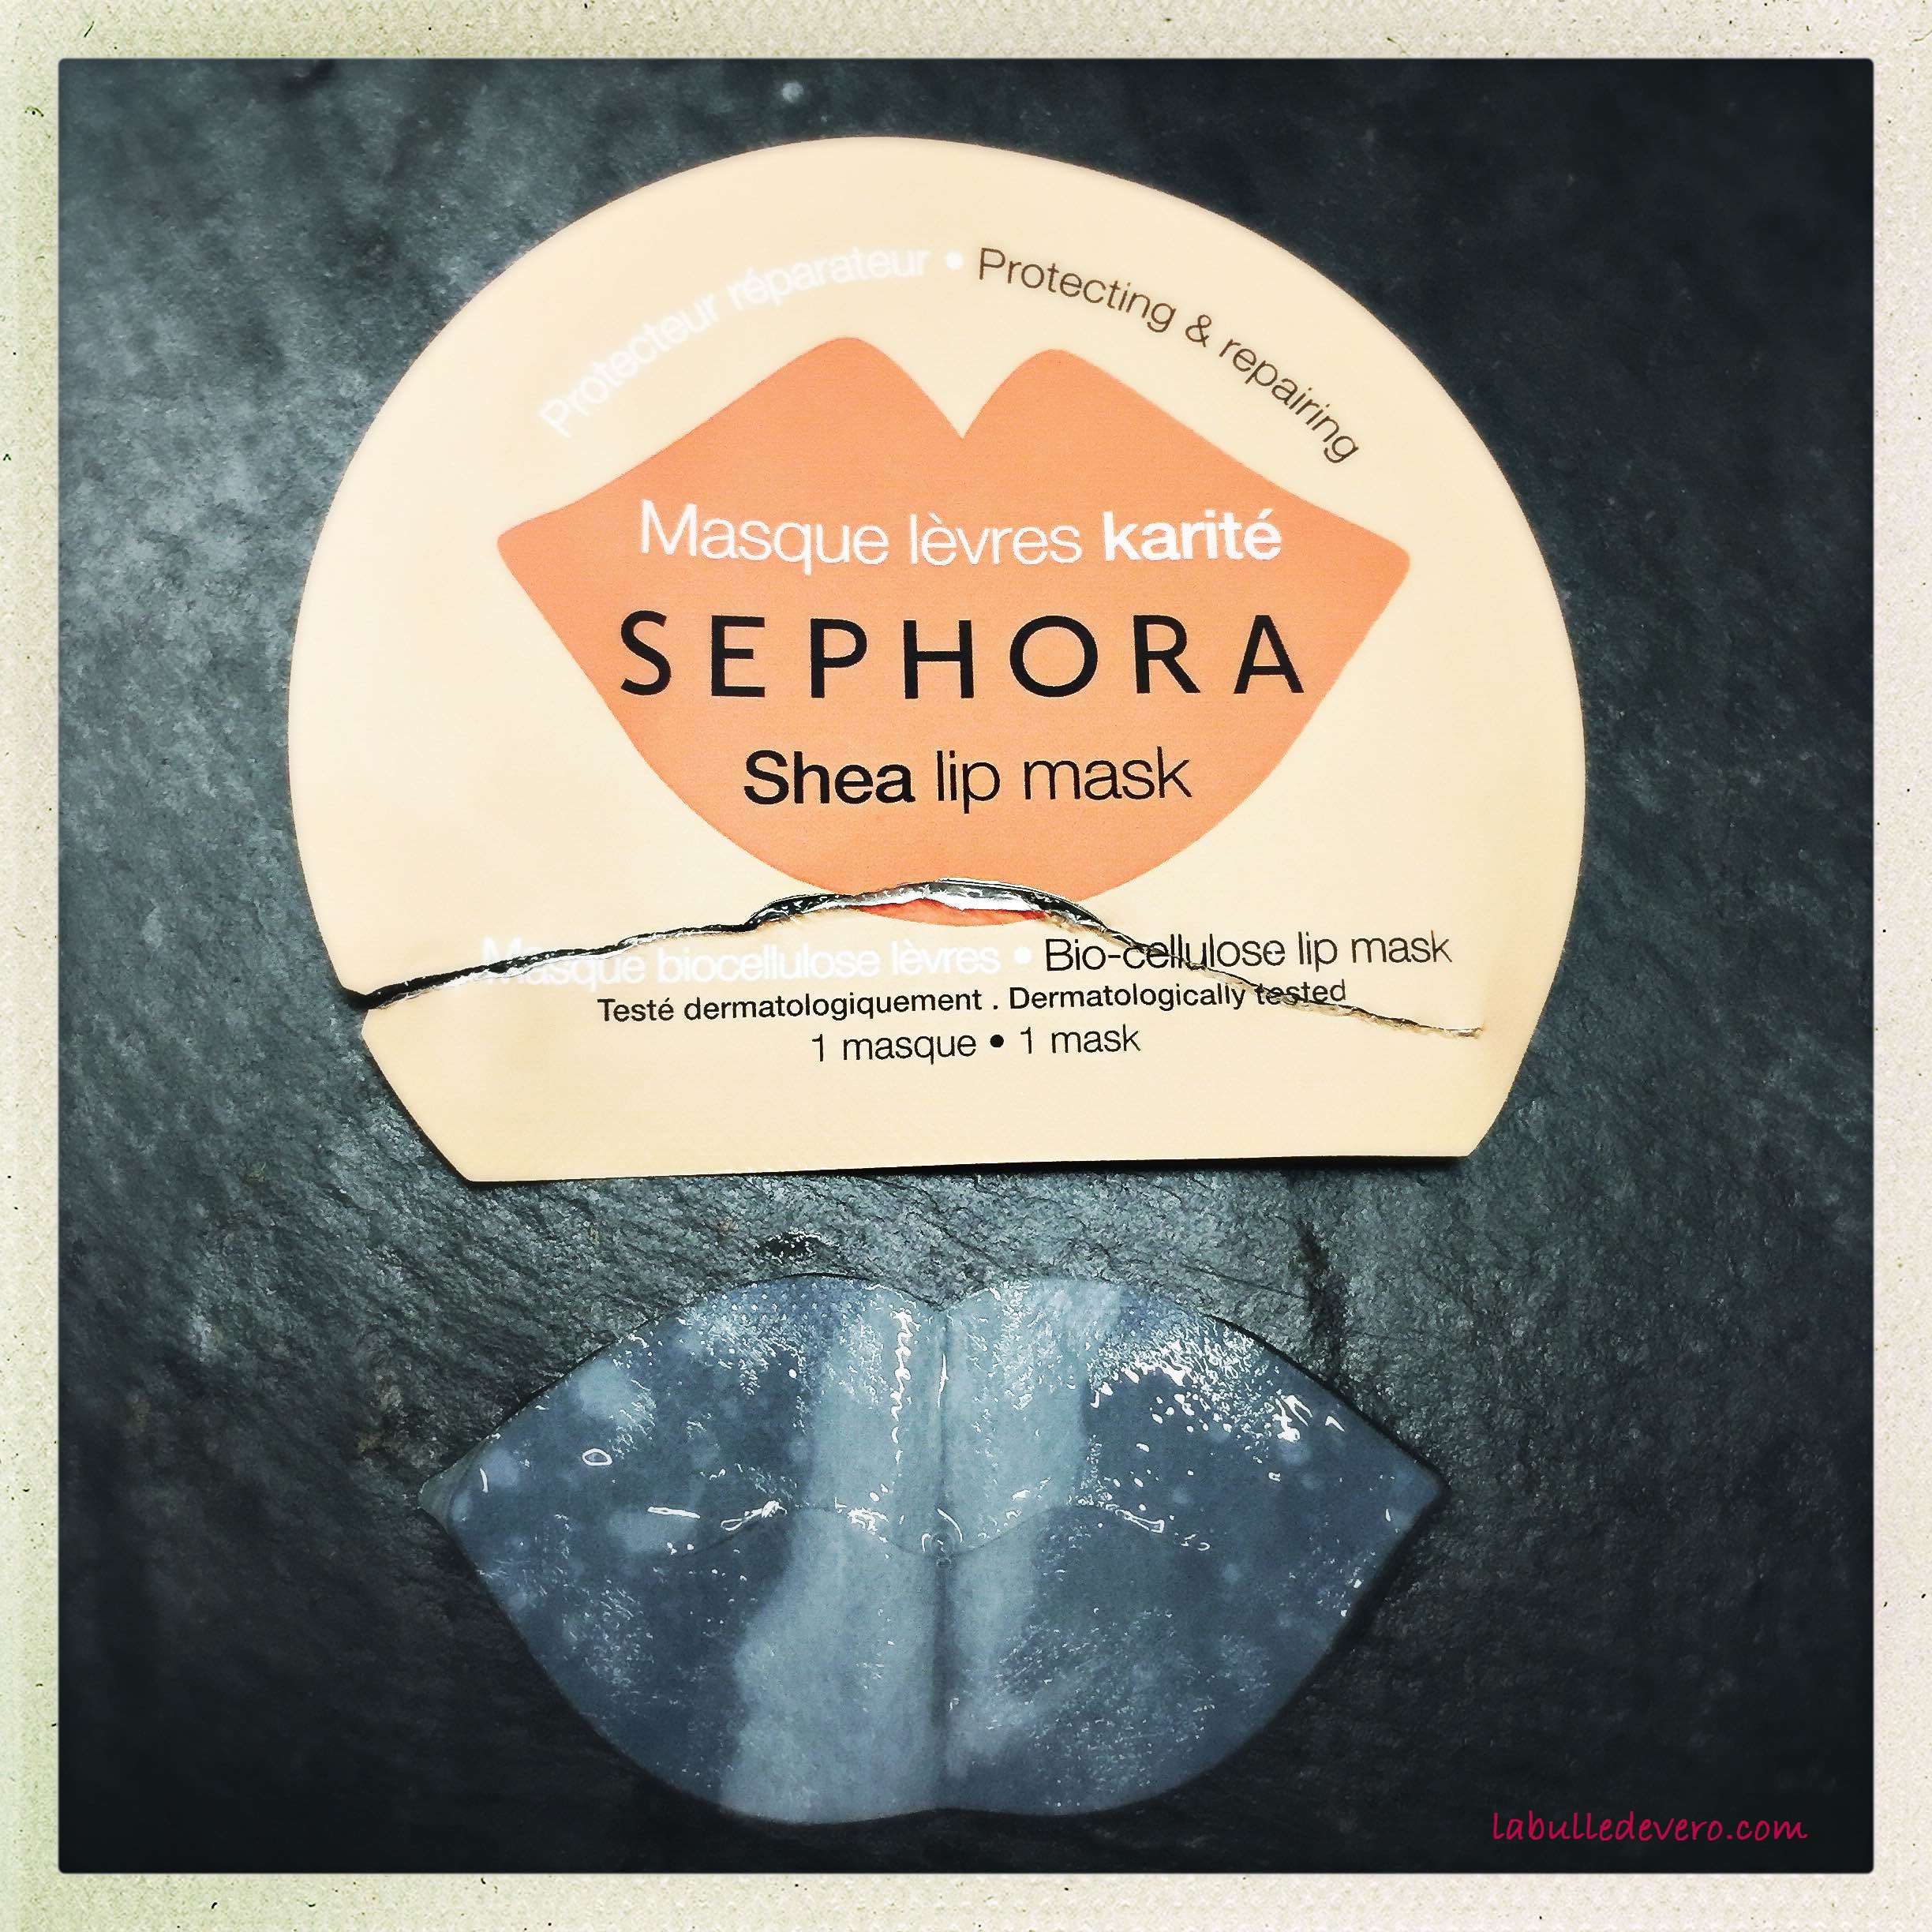 Protecteur réparateur • Protecting & repairing
Masque lèvres karité
SEPHORA
Shea lip mask
Masque biocellulose lèvres • Bio-cellulose lip mask
Testé dermatologiquement . Dermatologically tested
1 masque • 1 mask
labulledevero.com